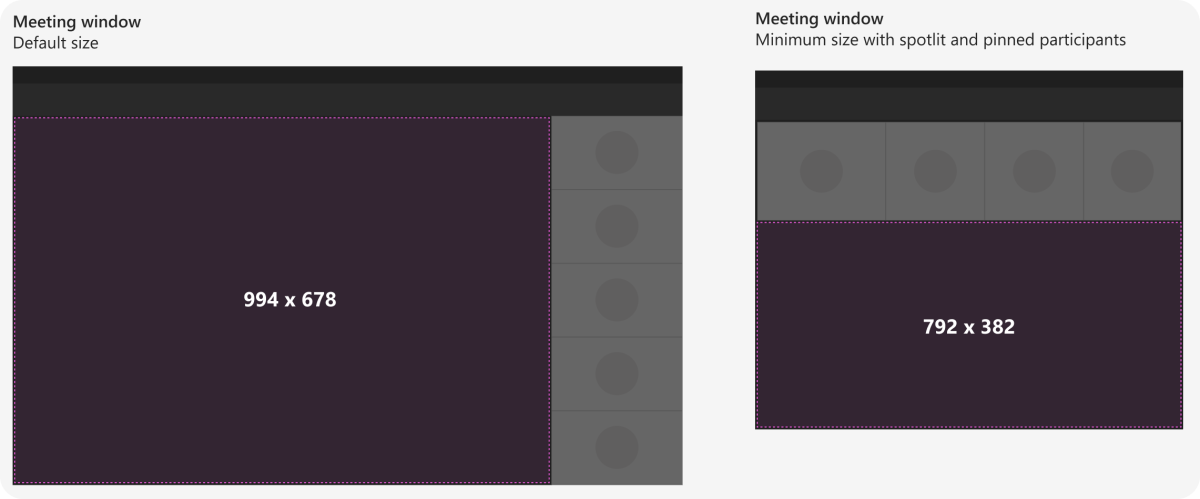 Meeting window
Default size
994 x 678
Meeting window
Minimum size with spotlit and pinned participants
792 x 382